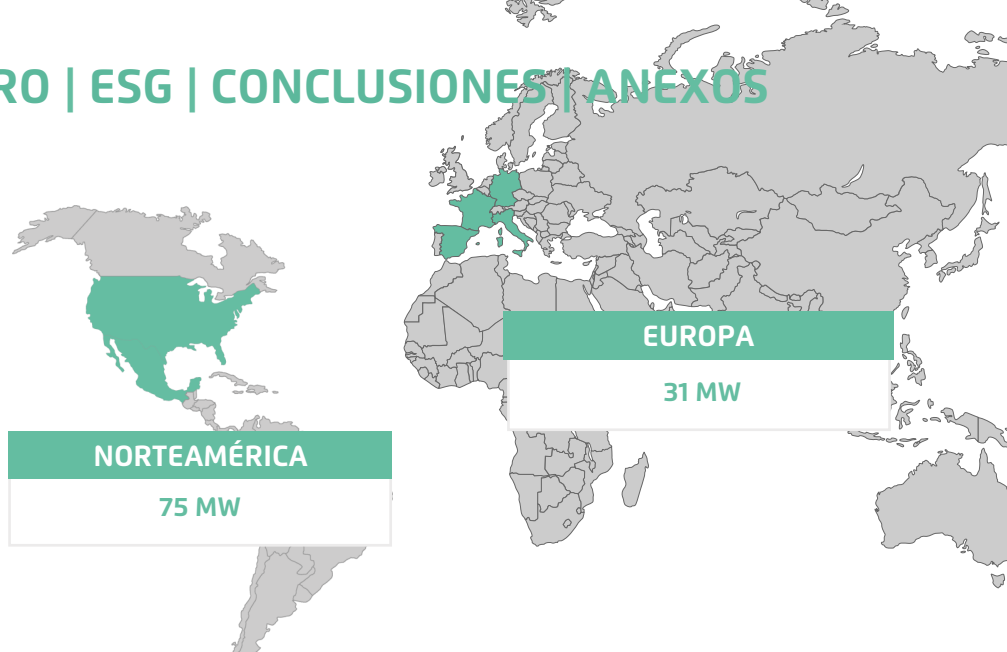 RO | ESG | CONCLUSIONES | ANEXOS
EUROPA
31 MW
NORTEAMÉRICA
75 MW